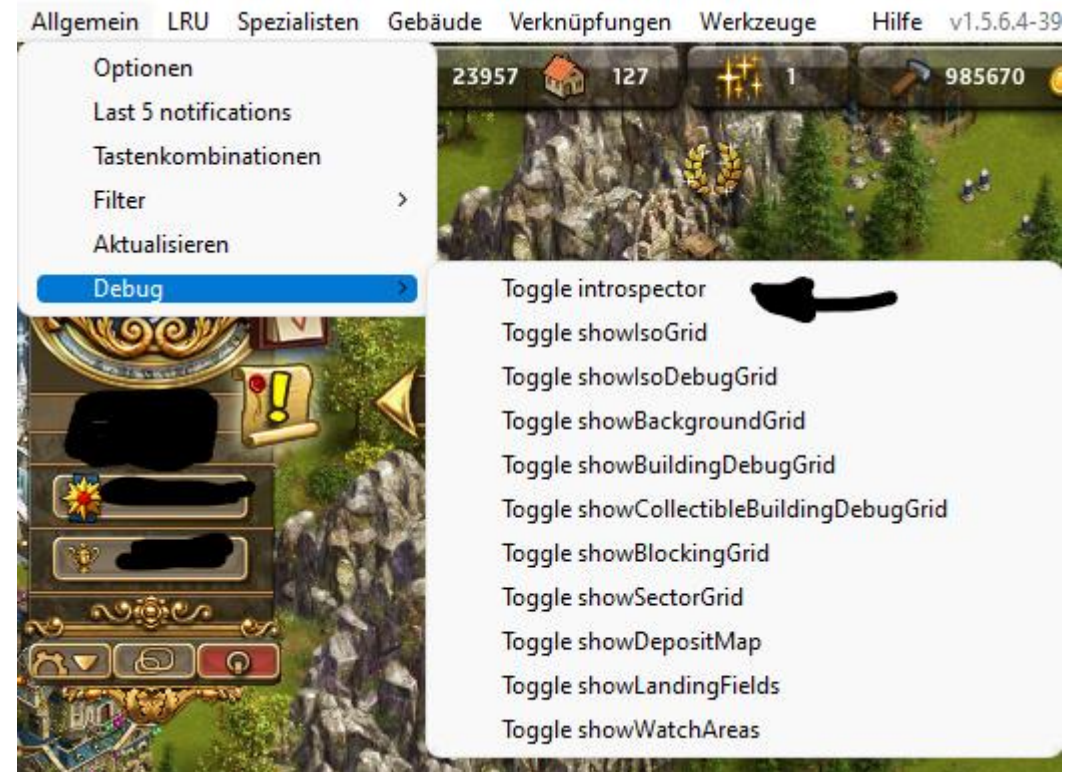 Allgemein LRU Spezialisten Gebäude Verknüpfungen Werkzeuge Hilfe v1.5.6.4-39
Optionen
23957 127 1 985670
Last 5 notifications
Tastenkombinationen
Filter
Aktualisieren
Debug
Toggle introspector
Toggle showIsoGrid
Toggle showIsoDebugGrid
Toggle showBackgroundGrid
Toggle showBuildingDebugGrid
Toggle showCollectibleBuildingDebugGrid
Toggle showBlockingGrid
Toggle showSectorGrid
Toggle showDepositMap
Toggle showLandingFields
Toggle showWatchAreas